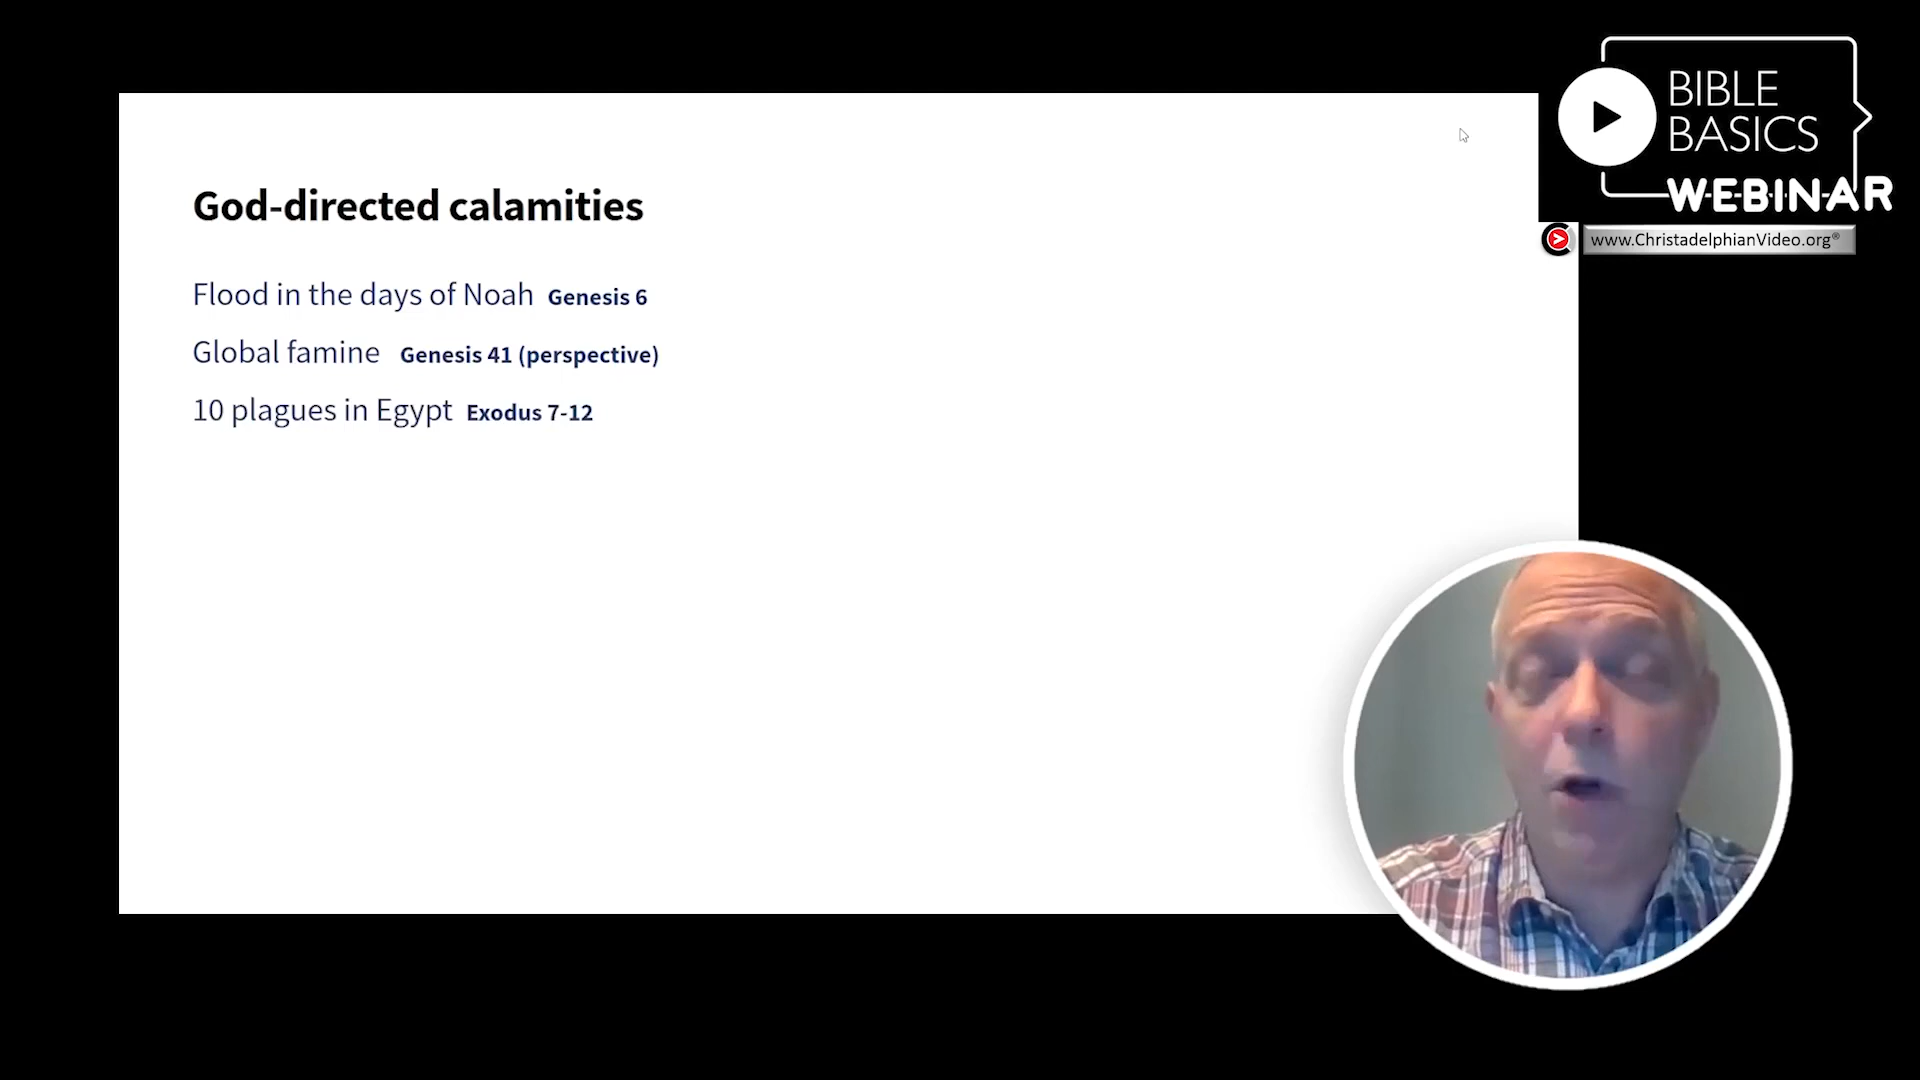 BIBLE
BASICS
WEBINAR
www.ChristadelphianVideo.org®
God-directed calamities
Flood in the days of Noah Genesis 6
Global famine Genesis 41 (perspective)
10 plagues in Egypt Exodus 7-12